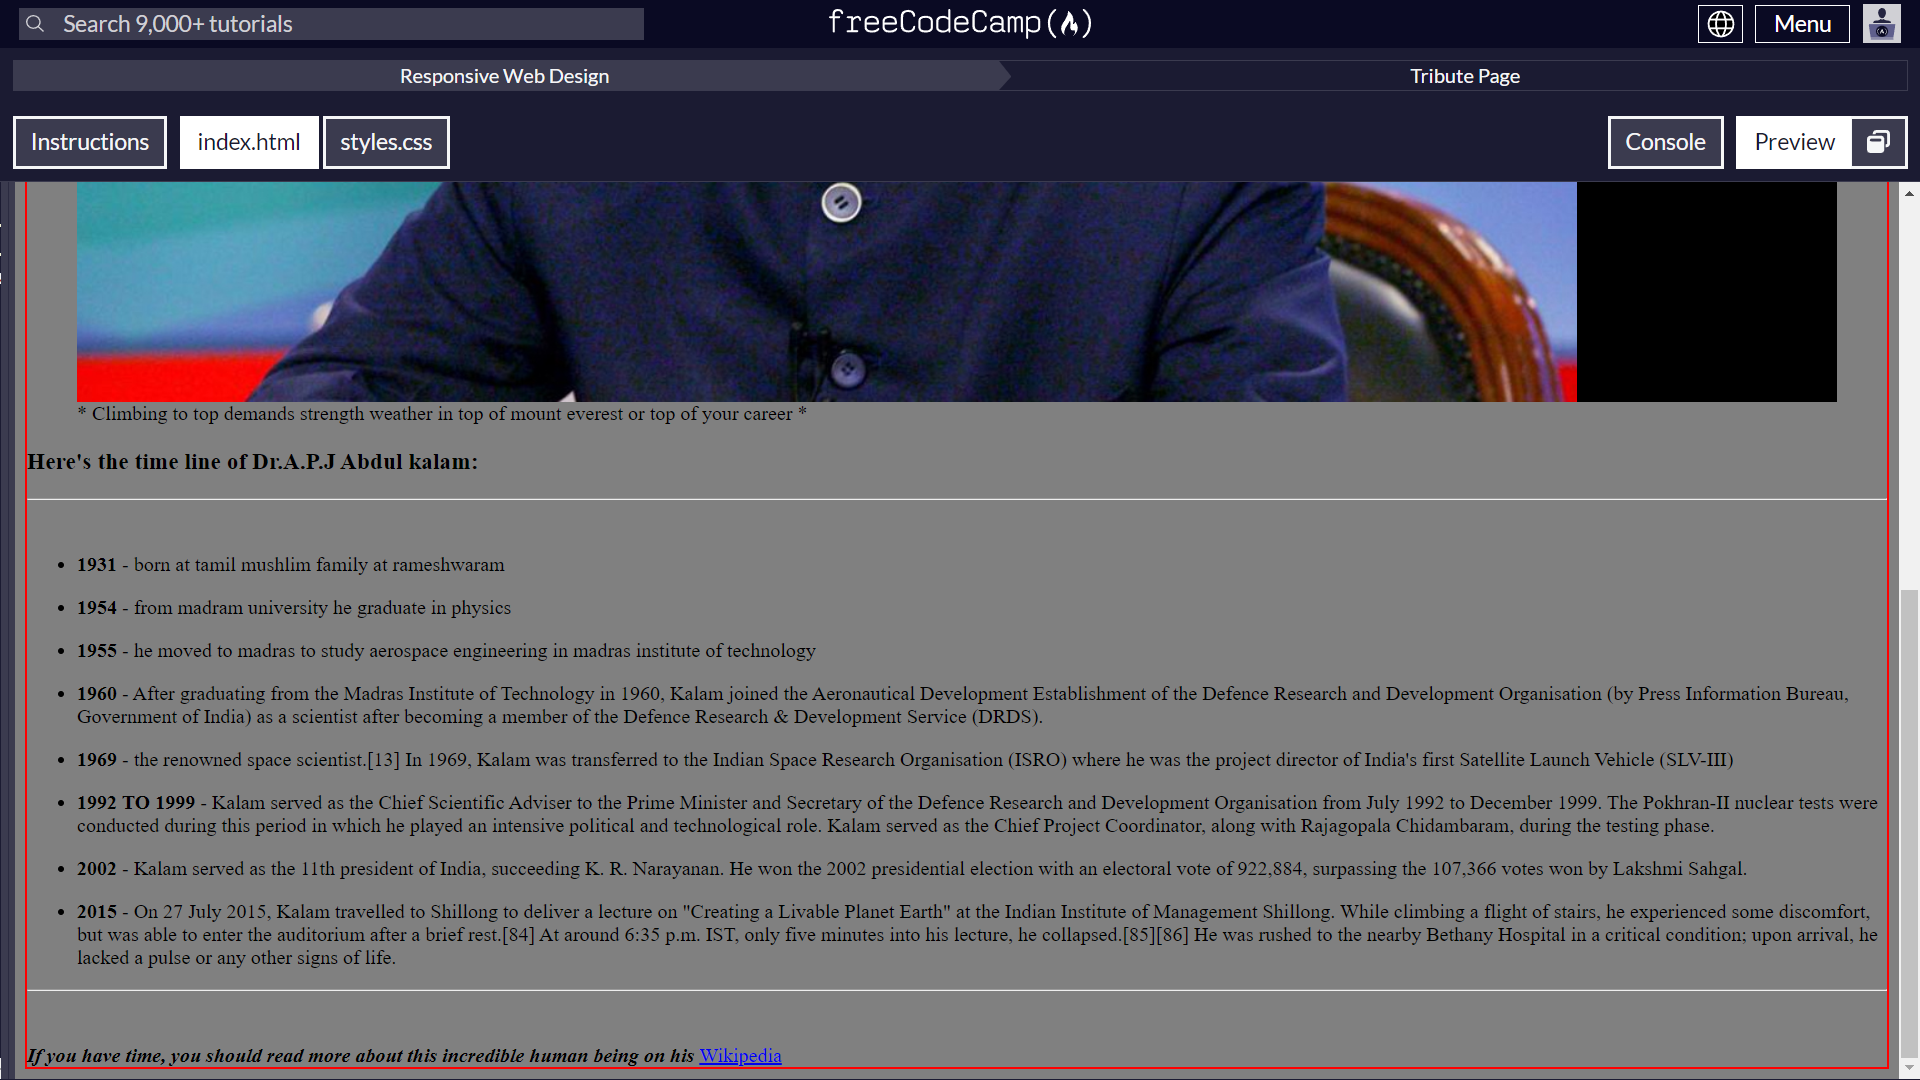 Search 9,000+ tutorials
freeCodeCamp
Menu
Responsive Web Design
Tribute Page
Instructions
index.html
styles.css
Console
Preview
* Climbing to top demands strength weather in top of mount everest or top of your career *
Here's the time line of Dr.A.P.J Abdul kalam:
1931 - born at tamil mushlim family at rameshwaram
1954 - from madram university he graduate in physics
1955 - he moved to madras to study aerospace engineering in madras institute of technology
1960 - After graduating from the Madras Institute of Technology in 1960, Kalam joined the Aeronautical Development Establishment of the Defence Research and Development Organisation (by Press Information Bureau,
Government of India) as a scientist after becoming a member of the Defence Research & Development Service (DRDS).
1969 - the renowned space scientist.[13] In 1969, Kalam was transferred to the Indian Space Research Organisation (ISRO) where he was the project director of India's first Satellite Launch Vehicle (SLV-III)
1992 TO 1999 - Kalam served as the Chief Scientific Adviser to the Prime Minister and Secretary of the Defence Research and Development Organisation from July 1992 to December 1999. The Pokhran-II nuclear tests were
conducted during this period in which he played an intensive political and technological role. Kalam served as the Chief Project Coordinator, along with Rajagopala Chidambaram, during the testing phase.
2002 - Kalam served as the 11th president of India, succeeding K. R. Narayanan. He won the 2002 presidential election with an electoral vote of 922,884, surpassing the 107,366 votes won by Lakshmi Sahgal.
2015 - On 27 July 2015, Kalam travelled to Shillong to deliver a lecture on "Creating a Livable Planet Earth" at the Indian Institute of Management Shillong. While climbing a flight of stairs, he experienced some discomfort,
but was able to enter the auditorium after a brief rest.[84] At around 6:35 p.m. IST, only five minutes into his lecture, he collapsed.[85][86] He was rushed to the nearby Bethany Hospital in a critical condition; upon arrival, he
lacked a pulse or any other signs of life.
If you have time, you should read more about this incredible human being on his Wikipedia